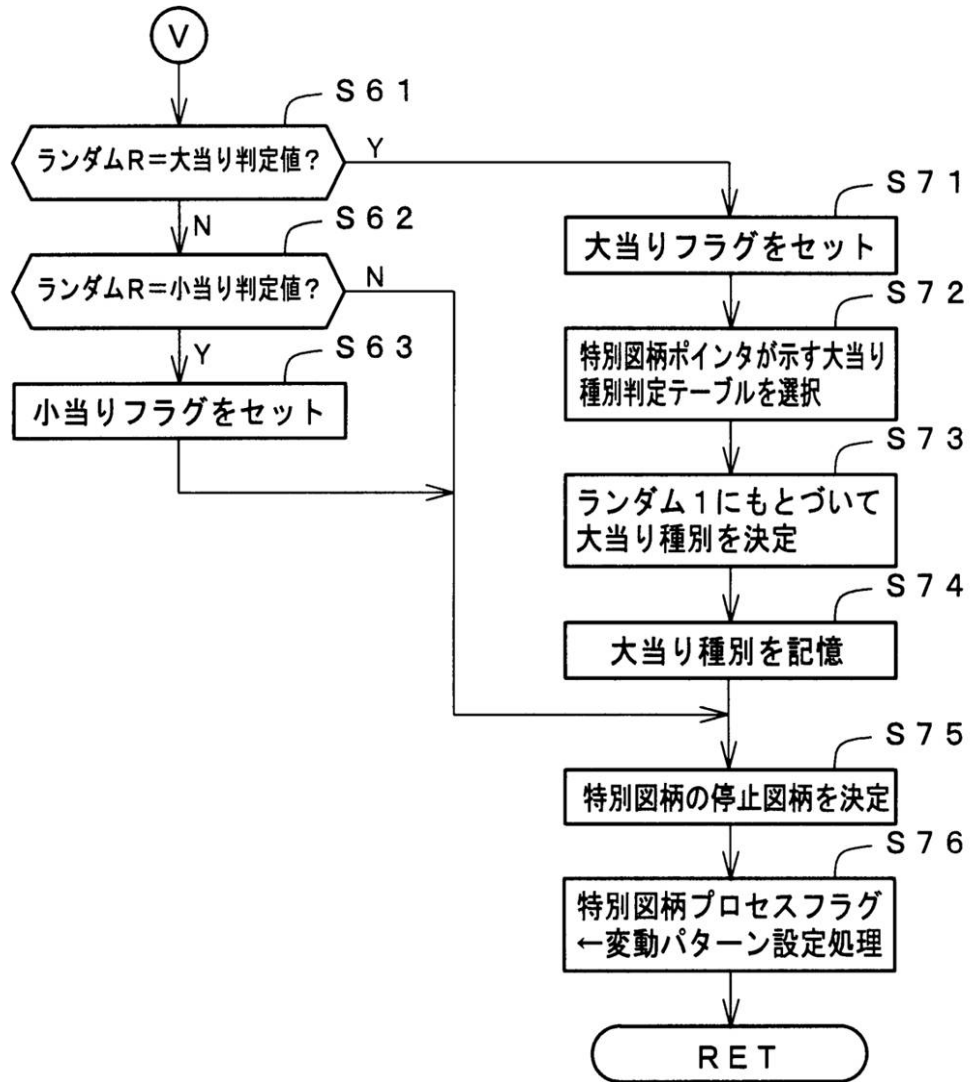 V
S61
ランダムR＝大当り判定値？
Y
N
S62
ランダムR＝小当り判定値？
N
Y
S63
小当りフラグをセット
S71
大当りフラグをセット
S72
特別図柄ポインタが示す大当り
種別判定テーブルを選択
S73
ランダム1にもとづいて
大当り種別を決定
S74
大当り種別を記憶
S75
特別図柄の停止図柄を決定
S76
特別図柄プロセスフラグ
←変動パターン設定処理
RET